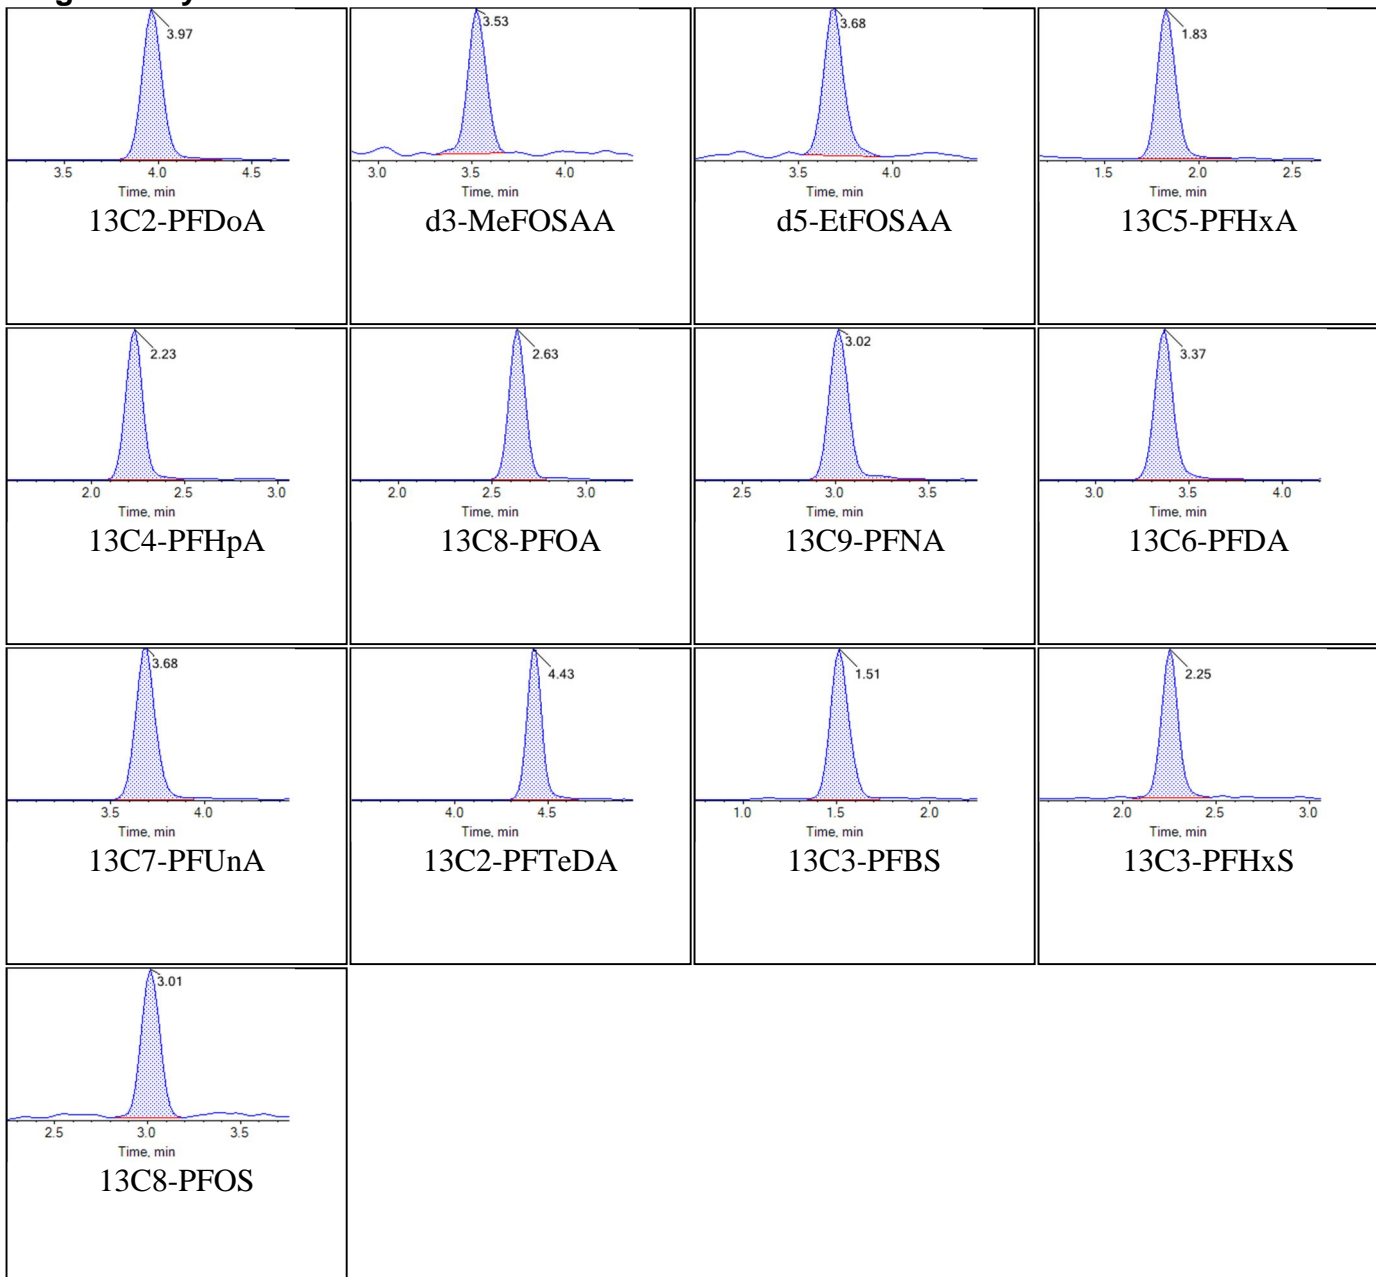 3.97
3.5 4.0 4.5
Time, min
13C2-PFDoA
3.53
3.0 3.5 4.0
Time, min
d3-MeFOSAA
3.68
3.5 4.0
Time, min
d5-EtFOSAA
1.83
1.5 2.0 2.5
Time, min
13C5-PFHxA
2.23
2.0 2.5 3.0
Time, min
13C4-PFHpA
2.63
2.0 2.5 3.0
Time, min
13C8-PFOA
3.02
2.5 3.0 3.5
Time, min
13C9-PFNA
3.37
3.0 3.5 4.0
Time, min
13C6-PFDA
3.68
3.5 4.0
Time, min
13C7-PFUnA
4.43
4.0 4.5
Time, min
13C2-PFTeDA
1.51
1.0 1.5 2.0
Time, min
13C3-PFBS
2.25
2.0 2.5 3.0
Time, min
13C3-PFHxS
3.01
2.5 3.0 3.5
Time, min
13C8-PFOS